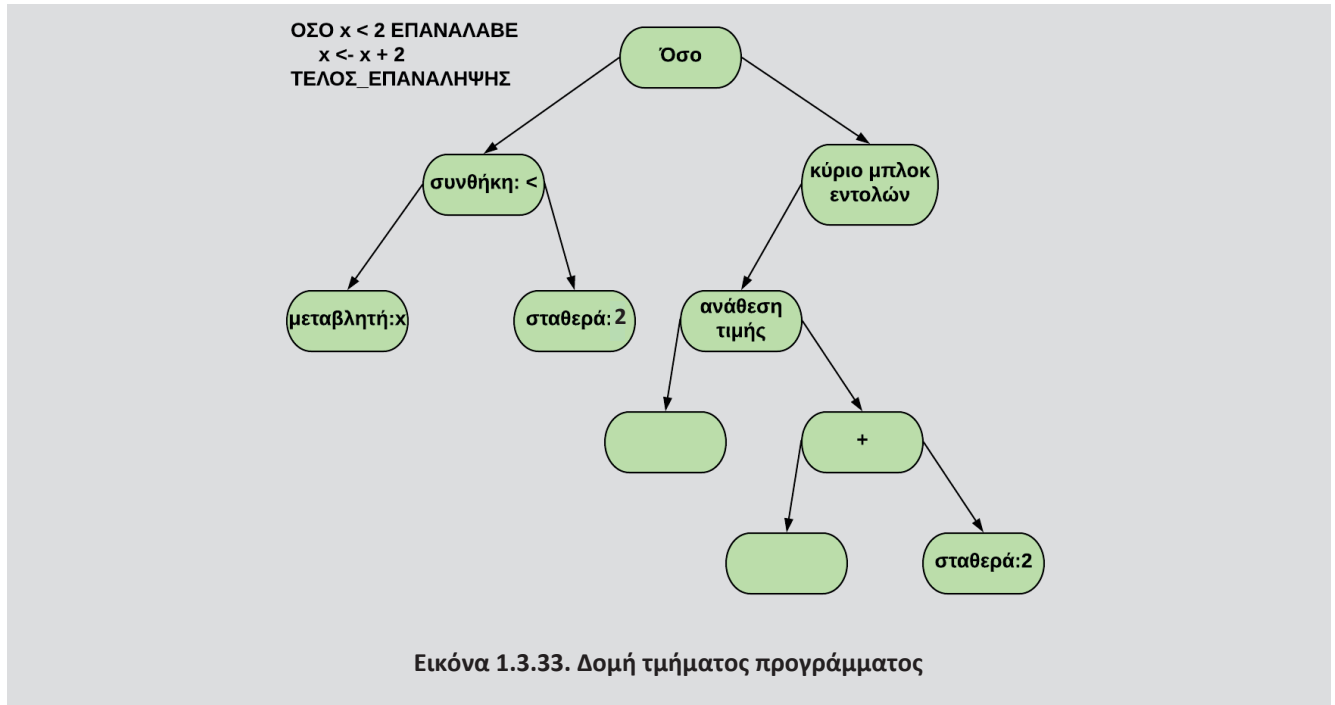 ΟΣΟ x < 2 ΕΠΑΝΑΛΑΒΕ
x <- x + 2
ΤΕΛΟΣ_ΕΠΑΝΑΛΗΨΗΣ
Όσο
συνθήκη: <
κύριο μπλοκ
εντολών
μεταβλητή:x
σταθερά:2
ανάθεση
τιμής
+
σταθερά:2
Εικόνα 1.3.33. Δομή τμήματος προγράμματος